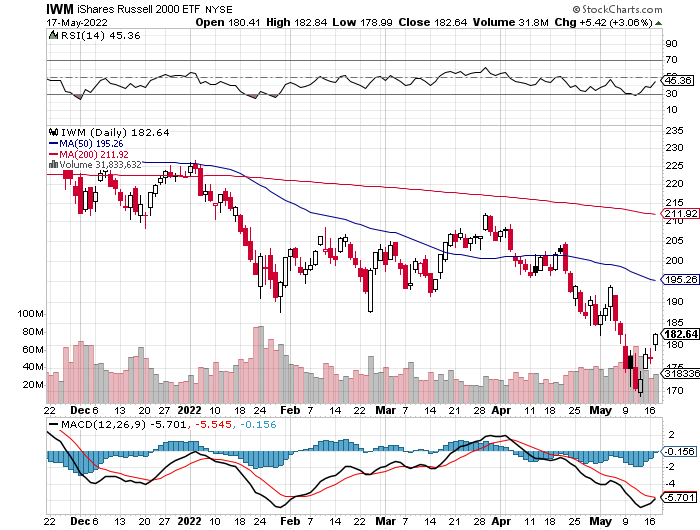 IWM iShares Russell 2000 ETF NYSE
© StockCharts.com
17-May-2022
Open 180.41 High 182.84 Low 178.99 Close 182.64 Volume 31.8M Chg +5.42 (+3.06%)
RSI(14) 45.36
90
70
50
45.36
30
10
IWM (Daily) 182.64
MA(50) 195.26
MA(200) 211.92
Volume 31,833,632
235
230
225
220
215
211.92
210
205
200
195.26
190
185
182.64
180
170
100M
80M
60M
40M
20M
22 Dec 6 13 20 27 2022 10 18 24 Feb 7 14 22 Mar 7 14 21 28 Apr 11 18 25 May 9 16
MACD(12,26,9) -5.701, -5.545, -0.156
2
-0.156
-2
-4
-5.701
22 Dec 6 13 20 27 2022 10 18 24 Feb 7 14 22 Mar 7 14 21 28 Apr 11 18 25 May 9 16